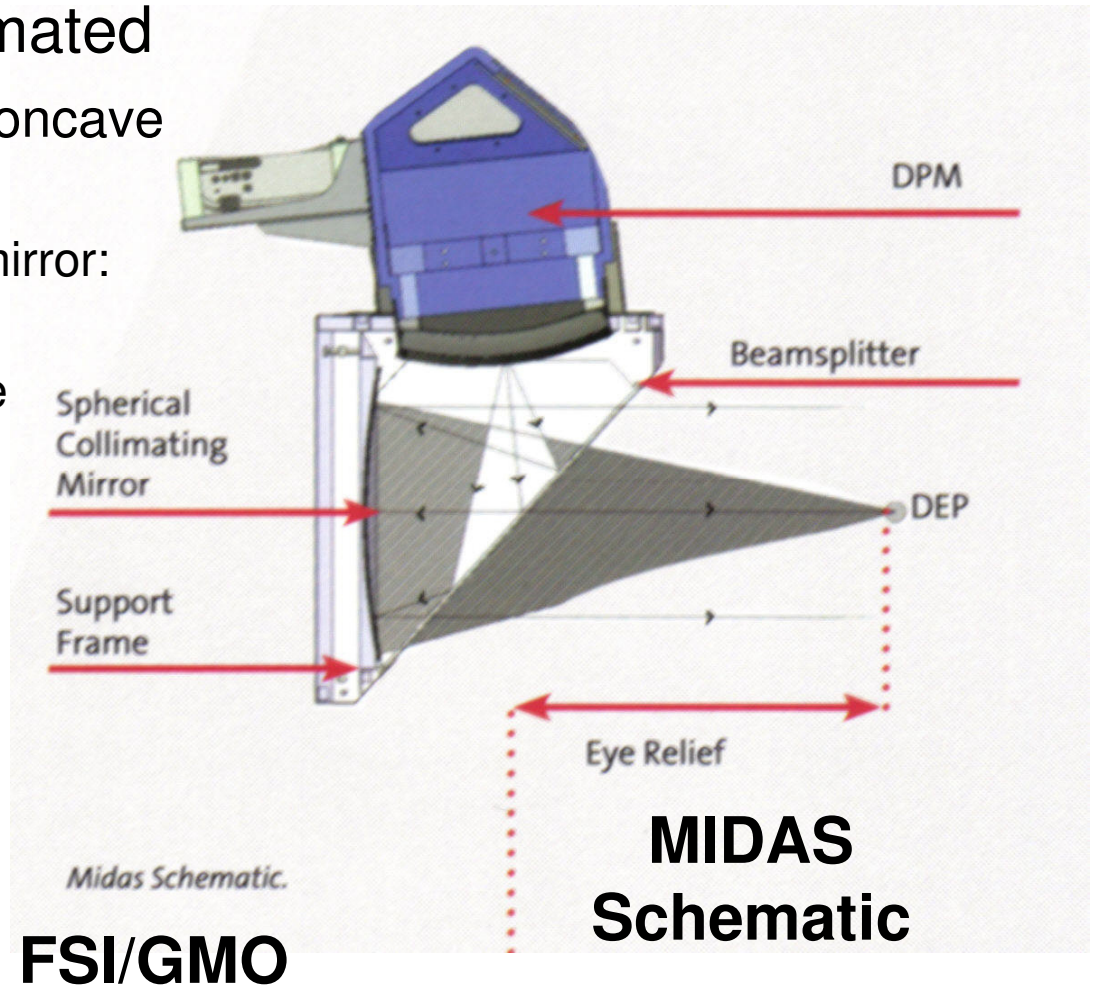 mated
oncave
nirror:
e
DPM
Beamsplitter
Spherical
Collimating
Mirror
DEP
Support
Frame
Eye Relief
MIDAS
Schematic
Midas Schematic.
FSI/GMO